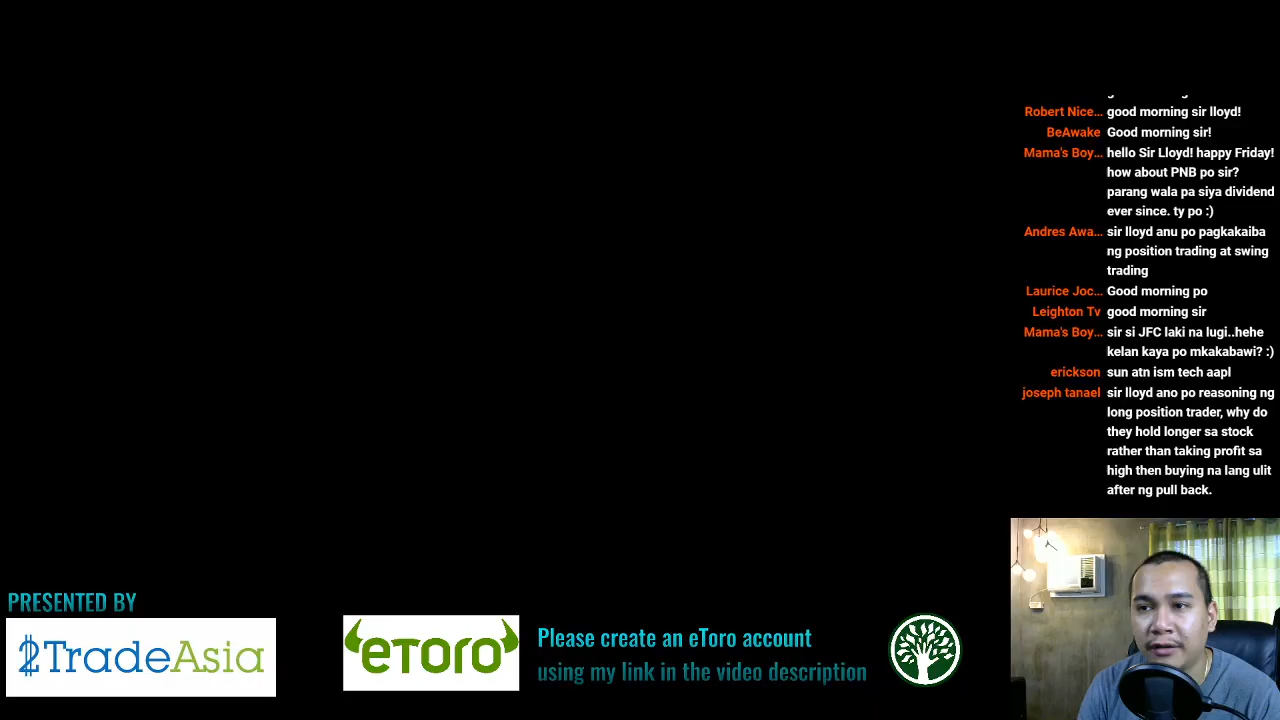 Robert Nice… good morning sir lloyd!
BeAwake Good morning sir!
Mama's Boy… hello Sir Lloyd! happy Friday!
how about PNB po sir?
parang wala pa siya dividend
ever since. ty po :)
Andres Awa… sir lloyd anu po pagkakaiba
ng position trading at swing
trading
Laurice Joc… Good morning po
Leighton Tv good morning sir
Mama's Boy… sir si JFC laki na lugi..hehe
kelan kaya po mkakabawi? :)
erickson sun atn ism tech aapl
joseph tanael sir lloyd ano po reasoning ng
long position trader, why do
they hold longer sa stock
rather than taking profit sa
high then buying na lang ulit
after ng pull back.
PRESENTED BY
2TradeAsia
eToro
Please create an eToro account
using my link in the video description